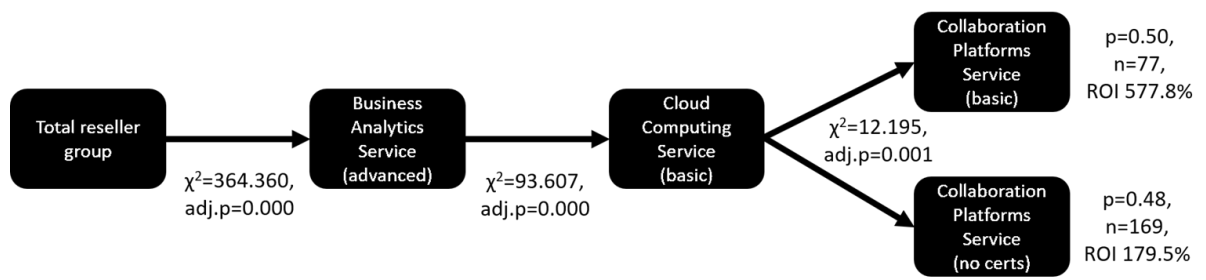 Total reseller
group
χ²=364.360,
adj.p=0.000
Business
Analytics
Service
(advanced)
χ²=93.607,
adj.p=0.000
Cloud
Computing
Service
(basic)
χ²=12.195,
adj.p=0.001
Collaboration
Platforms
Service
(basic)
p=0.50,
n=77,
ROI 577.8%
Collaboration
Platforms
Service
(no certs)
p=0.48,
n=169,
ROI 179.5%